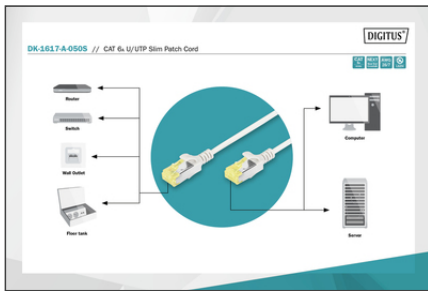 DIGITUS®
DK-1617-A-050S // CAT 6A U/UTP Slim Patch Cord
Router
Switch
Wall Outlet
Floor tank
Computer
Server